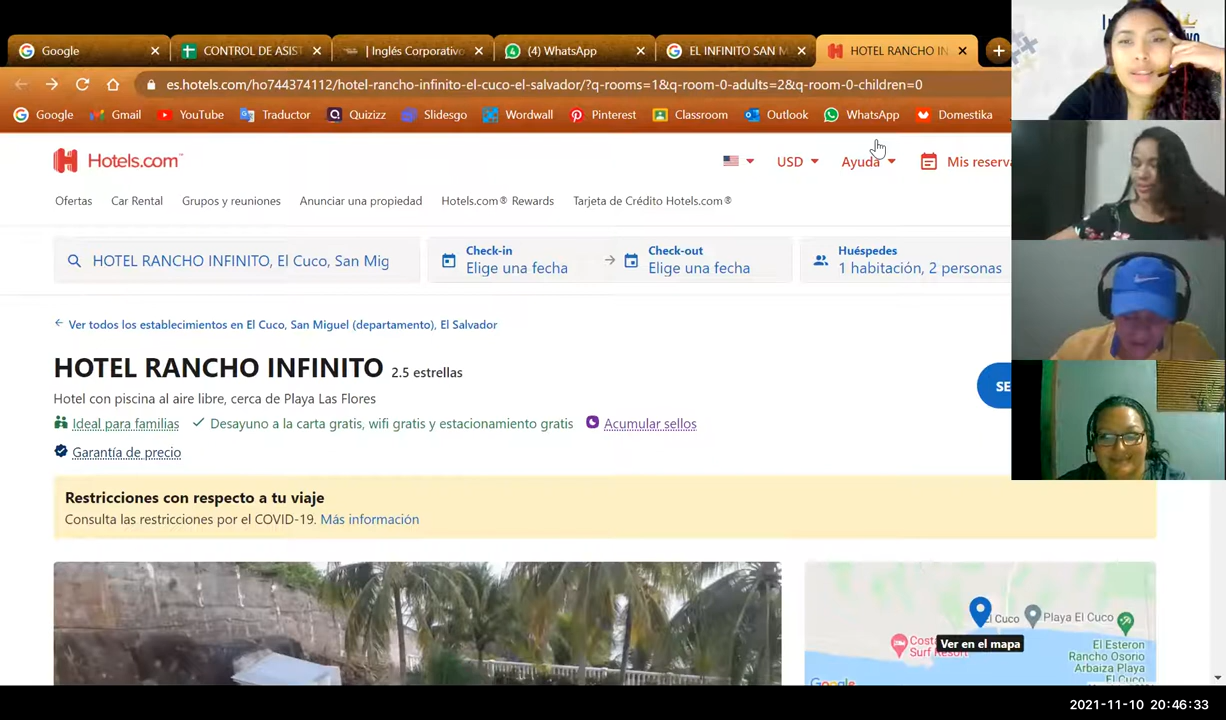 Google
CONTROL DE ASIST
| Inglés Corporativo
(4) WhatsApp
EL INFINITO SAN M
HOTEL RANCHO IN
es.hotels.com/ho744374112/hotel-rancho-infinito-el-cuco-el-salvador/?q-rooms=1&q-room-0-adults=2&q-room-0-children=0
Google Gmail YouTube Traductor Quizizz Slidesgo Wordwall Pinterest Classroom Outlook WhatsApp Domestika
Hotels.com™
USD Ayuda Mis reserva
Ofertas Car Rental Grupos y reuniones Anunciar una propiedad Hotels.com® Rewards Tarjeta de Crédito Hotels.com®
HOTEL RANCHO INFINITO, El Cuco, San Mig
Check-in
Elige una fecha
Check-out
Elige una fecha
Huéspedes
1 habitación, 2 personas
Ver todos los establecimientos en El Cuco, San Miguel (departamento), El Salvador
HOTEL RANCHO INFINITO 2.5 estrellas
Hotel con piscina al aire libre, cerca de Playa Las Flores
SE
Ideal para familias Desayuno a la carta gratis, wifi gratis y estacionamiento gratis Acumular sellos
Garantía de precio
Restricciones con respecto a tu viaje
Consulta las restricciones por el COVID-19. Más información
El Cuco
Playa El Cuco
Costa
Surf Resort
Ver en el mapa
El Esteron
Rancho Osorio
Arbaiza Playa
El Cuco
Google
2021-11-10 20:46:33